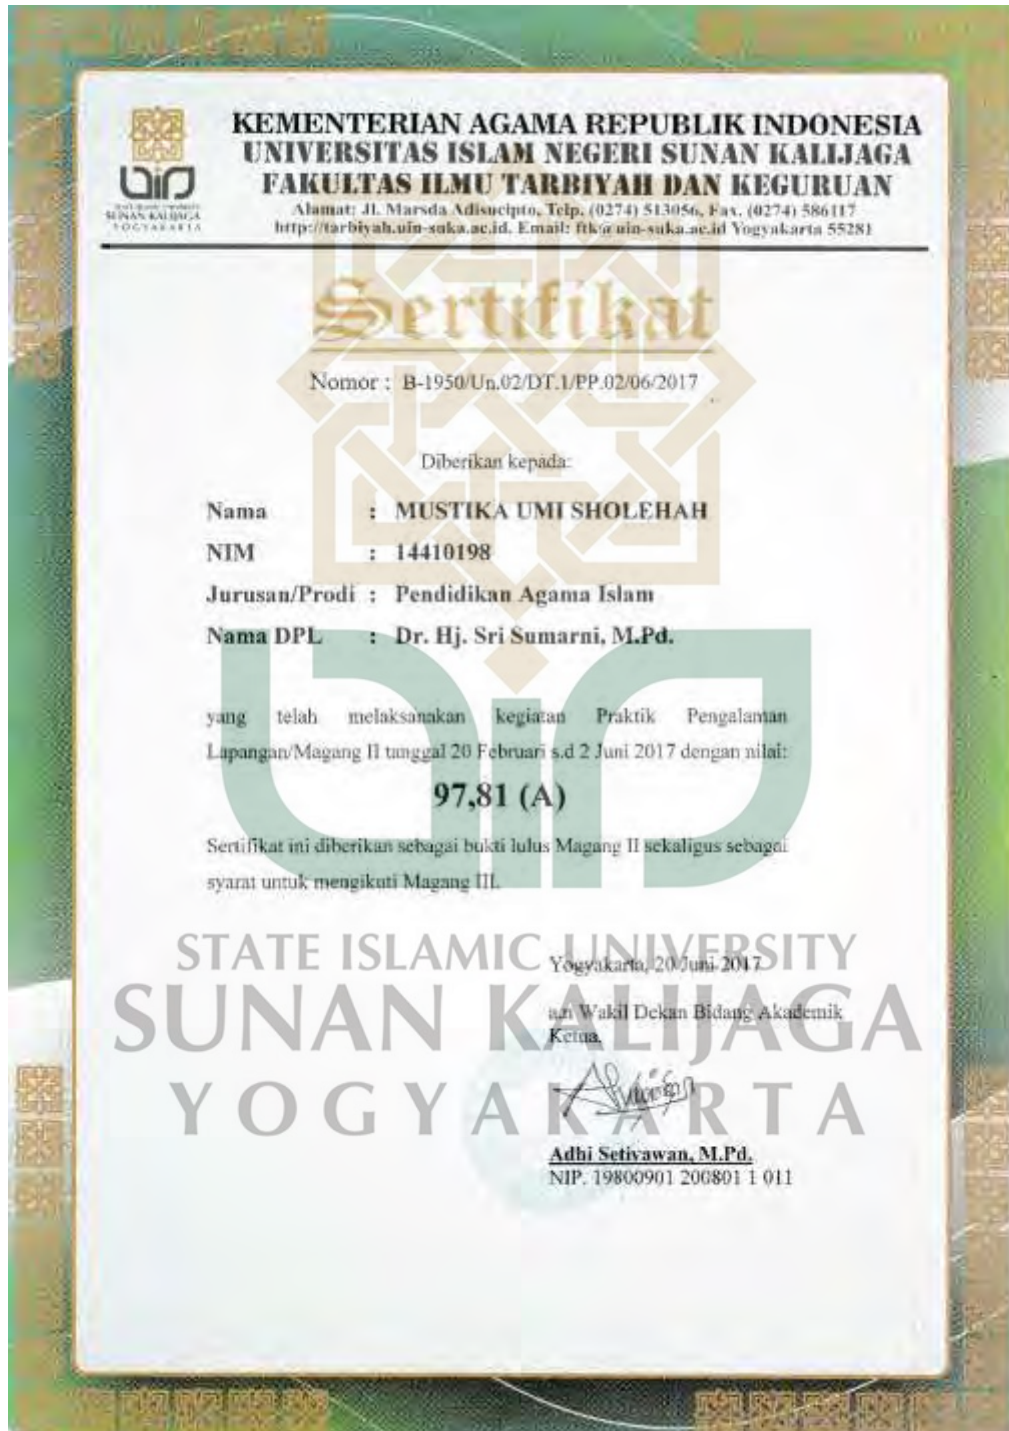 KEMENTERIAN AGAMA REPUBLIK INDONESIA
UNIVERSITAS ISLAM NEGERI SUNAN KALIJAGA
FAKULTAS ILMU TARBIYAH DAN KEGURUAN
Alamat: Jl. Marsda Adisucipto, Telp. (0274) 513056, Fax. (0274) 586117
http://tarbiyah.uin-suka.ac.id. Email: ftk@uin-suka.ac.id Yogyakarta 55281
SUNAN KALIJAGA
YOGYAKARTA
Sertifikat
Nomor : B-1950/Un.02/DT.1/PP.02/06/2017
Diberikan kepada:
Nama : MUSTIKA UMI SHOLEHAH
NIM : 14410198
Jurusan/Prodi : Pendidikan Agama Islam
Nama DPL : Dr. Hj. Sri Sumarni, M.Pd.
yang telah melaksanakan kegiatan Praktik Pengalaman
Lapangan/Magang II tanggal 20 Februari s.d 2 Juni 2017 dengan nilai:
97,81 (A)
Sertifikat ini diberikan sebagai bukti lulus Magang II sekaligus sebagai
syarat untuk mengikuti Magang III.
STATE ISLAMIC UNIVERSITY
SUNAN KALIJAGA
YOGYAKARTA
Yogyakarta, 20 Juni 2017
a.n Wakil Dekan Bidang Akademik
Ketua,
Adhi Setiyawan, M.Pd.
NIP. 19800901 200801 1 011